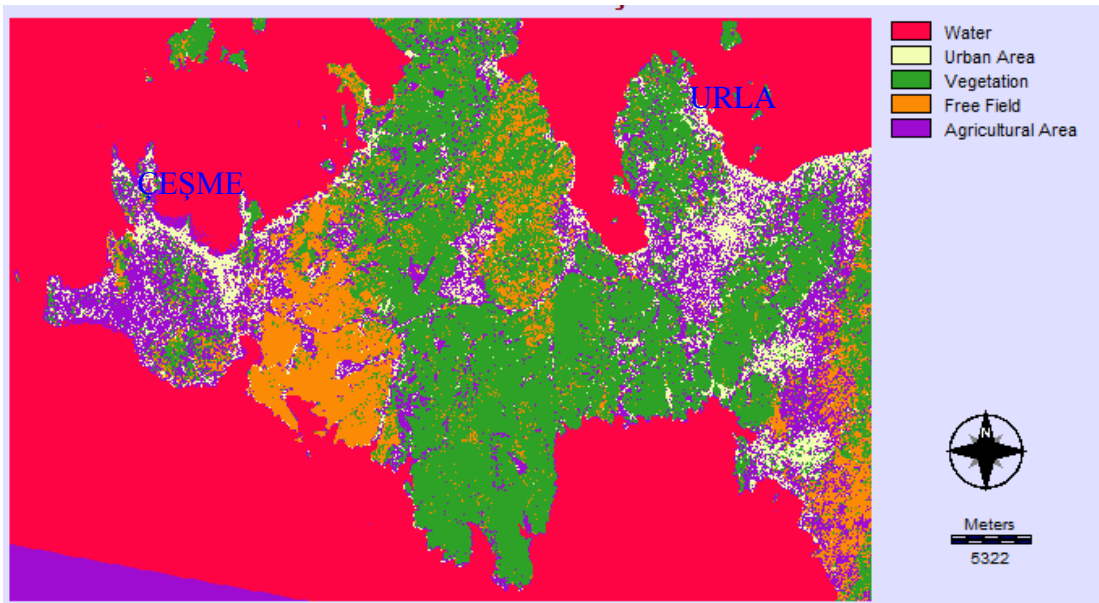 Water
Urban Area
Vegetation
Free Field
Agricultural Area
URLA
ÇEŞME
N
Meters
5322